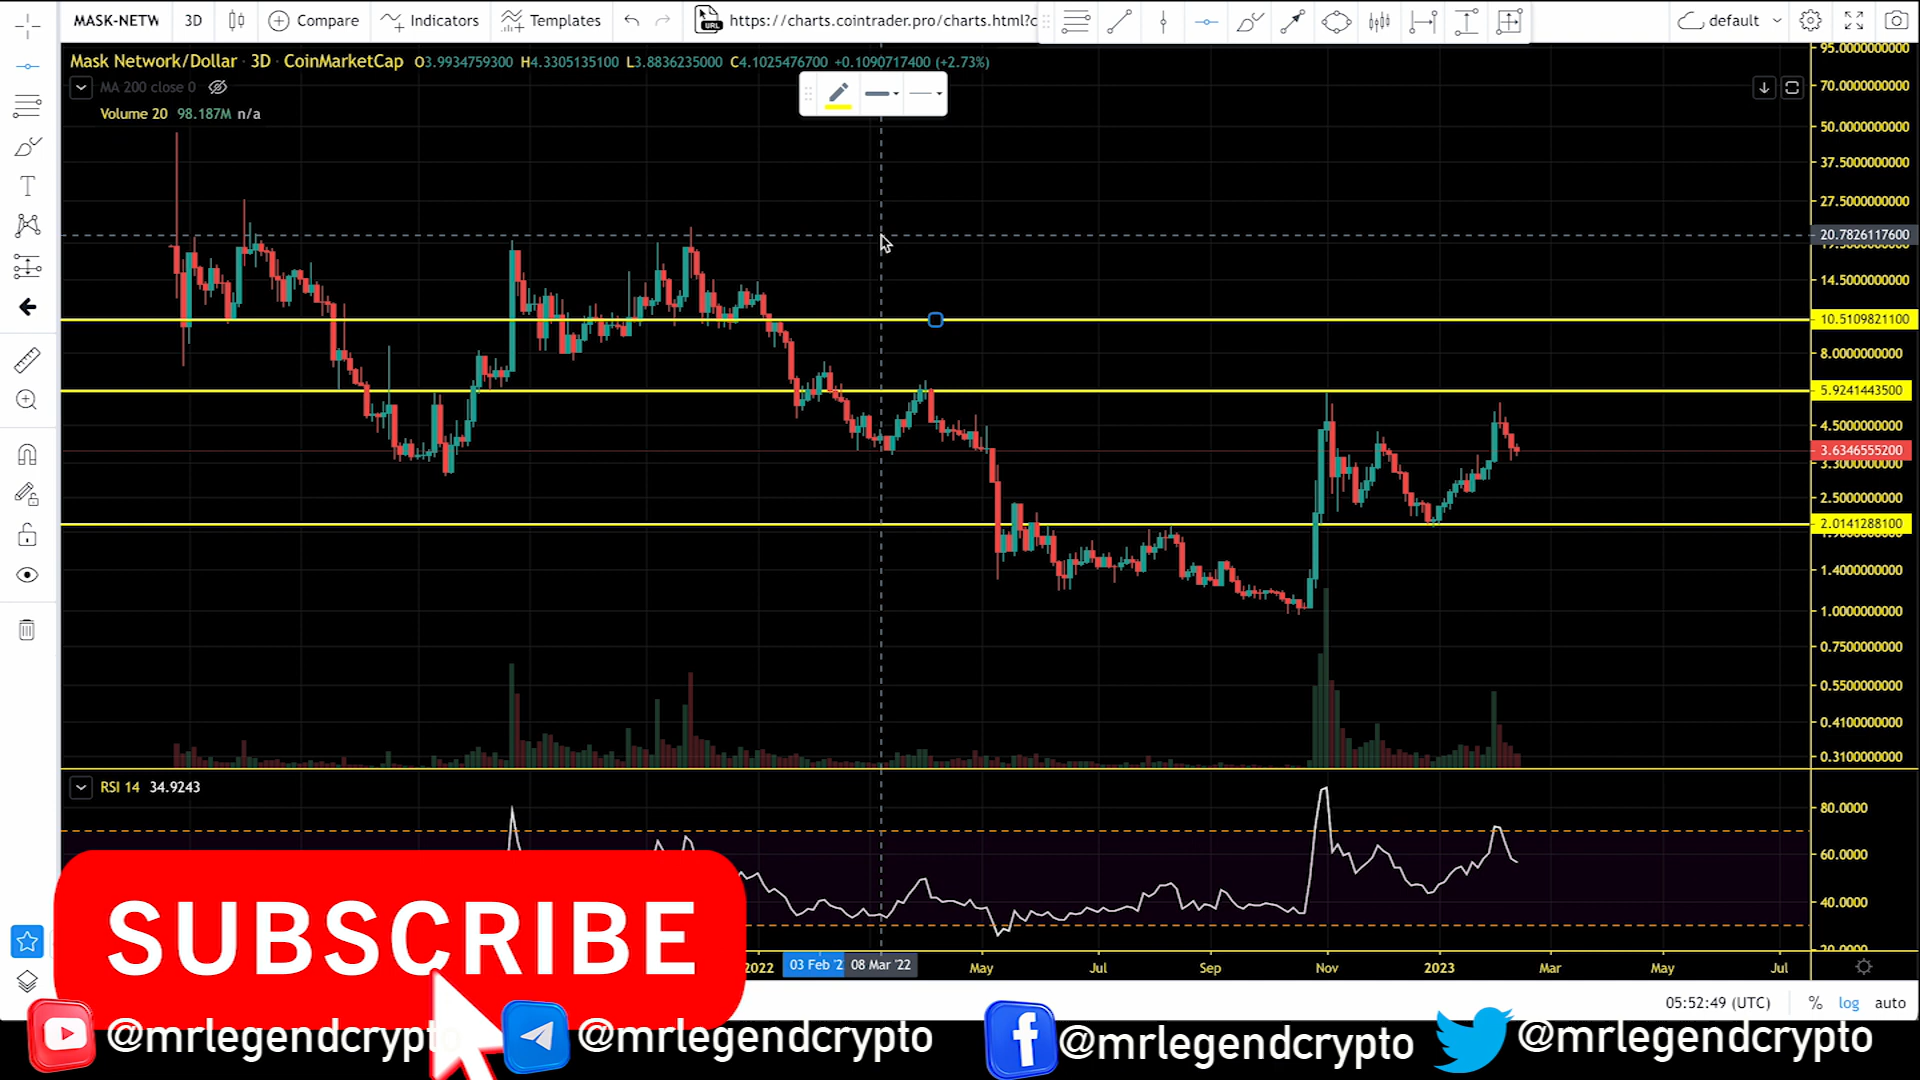 MASK-NETW 3D Compare Indicators Templates URL https://charts.cointrader.pro/charts.html?c default
Mask Network/Dollar · 3D · CoinMarketCap O3.9934759300 H4.3305135100 L3.8836235000 C4.1025476700 +0.1090717400 (+2.73%)
MA 200 close 0
Volume 20 98.187M n/a
95.0000000000
70.0000000000
50.0000000000
37.5000000000
27.5000000000
20.7826117600
14.5000000000
10.5109821100
8.0000000000
5.9241443500
4.5000000000
3.6346555200
3.3000000000
2.5000000000
2.0141288100
1.4000000000
1.0000000000
0.7500000000
0.5500000000
0.4100000000
0.3100000000
RSI 14 34.9243
80.0000
60.0000
40.0000
20.0000
SUBSCRIBE
2022 03 Feb '2 08 Mar '22 May Jul Sep Nov 2023 Mar May Jul
05:52:49 (UTC) % log auto
@mrlegendcrypto @mrlegendcrypto @mrlegendcrypto @mrlegendcrypto